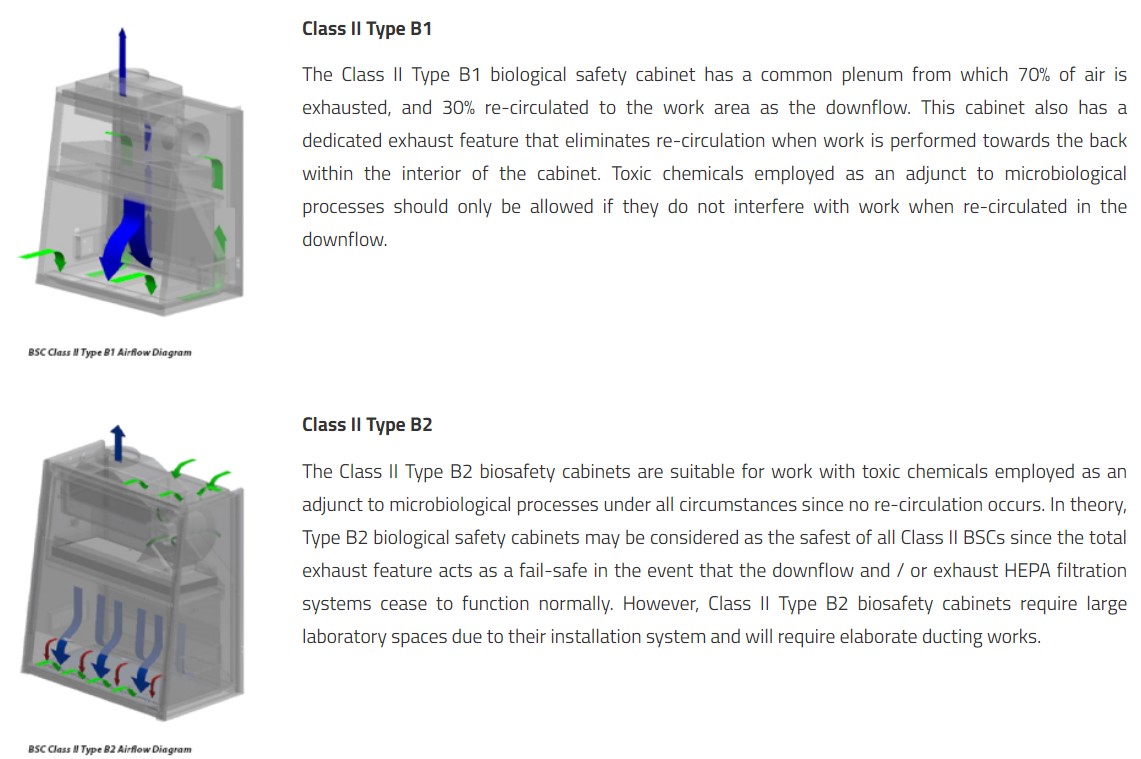 Class II Type B1
The Class II Type B1 biological safety cabinet has a common plenum from which 70% of air is
exhausted, and 30% re-circulated to the work area as the downflow. This cabinet also has a
dedicated exhaust feature that eliminates re-circulation when work is performed towards the back
within the interior of the cabinet. Toxic chemicals employed as an adjunct to microbiological
processes should only be allowed if they do not interfere with work when re-circulated in the
downflow.
BSC Class II Type B1 Airflow Diagram
Class II Type B2
The Class II Type B2 biosafety cabinets are suitable for work with toxic chemicals employed as an
adjunct to microbiological processes under all circumstances since no re-circulation occurs. In theory,
Type B2 biological safety cabinets may be considered as the safest of all Class II BSCs since the total
exhaust feature acts as a fail-safe in the event that the downflow and / or exhaust HEPA filtration
systems cease to function normally. However, Class II Type B2 biosafety cabinets require large
laboratory spaces due to their installation system and will require elaborate ducting works.
BSC Class II Type B2 Airflow Diagram